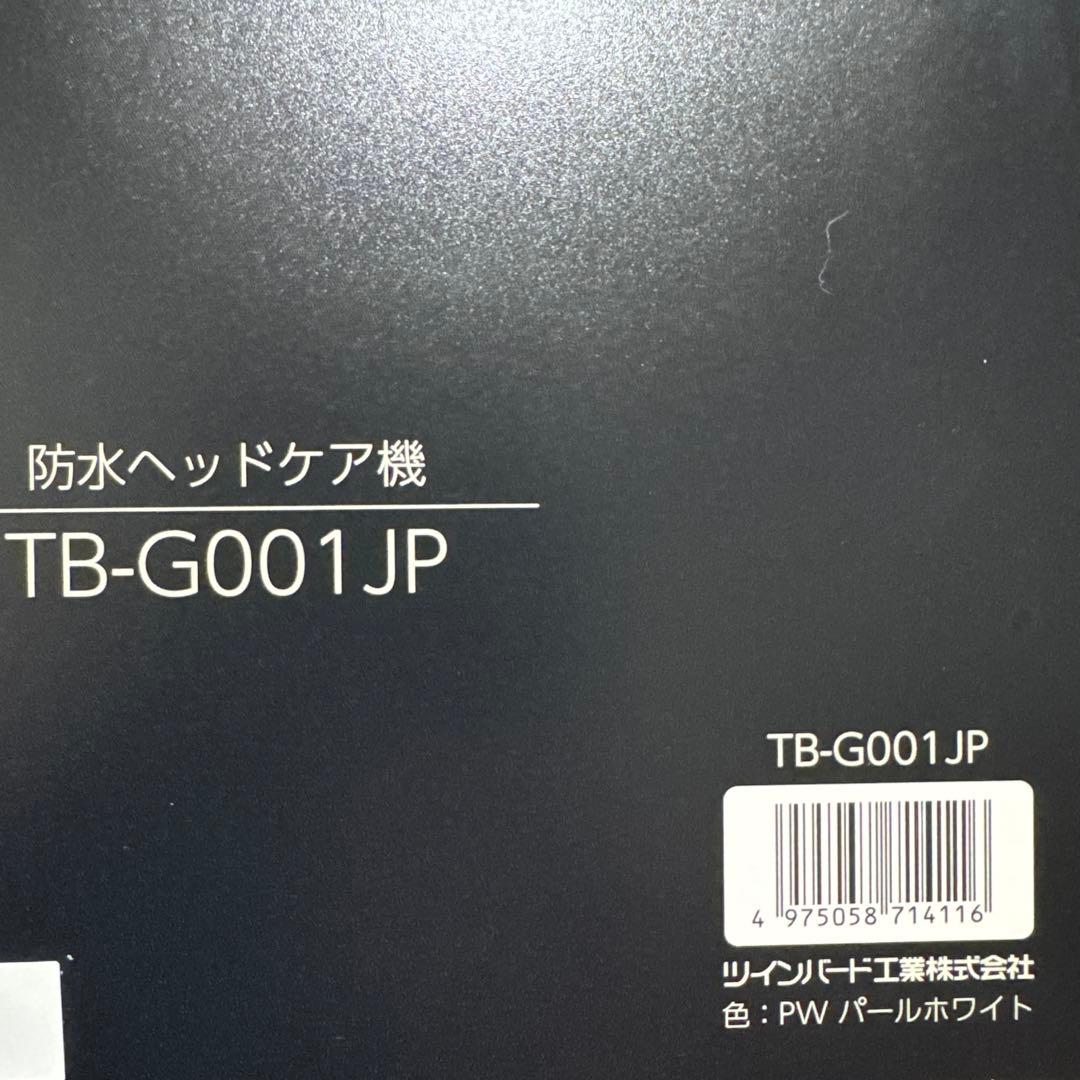 防水ヘッドケア機
TB-G001JP
TB-G001JP
4 975058 714116
ツインバード工業株式会社
色：PW パールホワイト